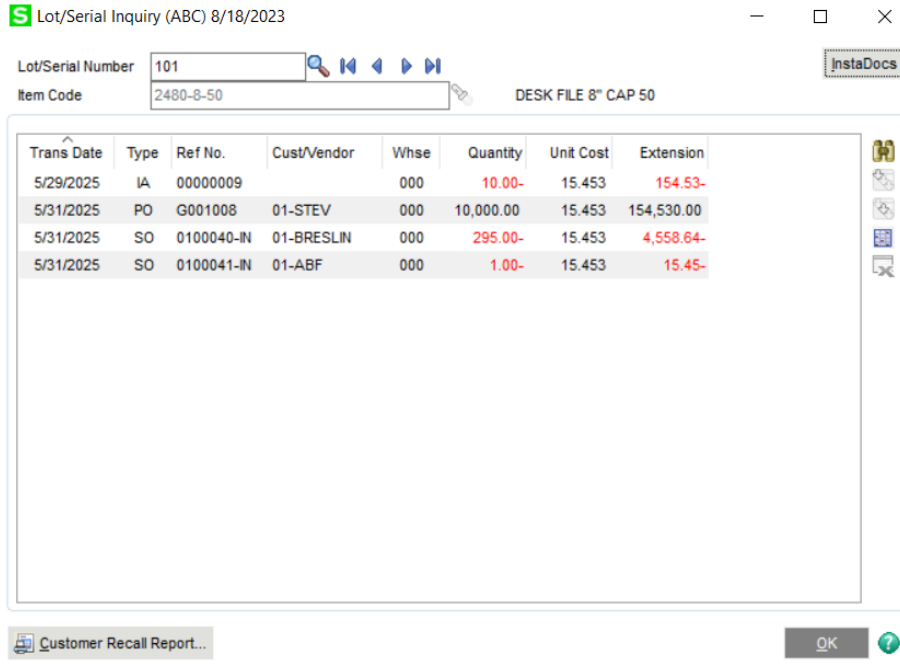 S Lot/Serial Inquiry (ABC) 8/18/2023
Lot/Serial Number 101 InstaDocs
Item Code 2480-8-50 DESK FILE 8" CAP 50
Trans Date Type Ref No. Cust/Vendor Whse Quantity Unit Cost Extension
5/29/2025 IA 00000009 000 10.00- 15.453 154.53-
5/31/2025 PO G001008 01-STEV 000 10,000.00 15.453 154,530.00
5/31/2025 SO 0100040-IN 01-BRESLIN 000 295.00- 15.453 4,558.64-
5/31/2025 SO 0100041-IN 01-ABF 000 1.00- 15.453 15.45-
Customer Recall Report... OK ?